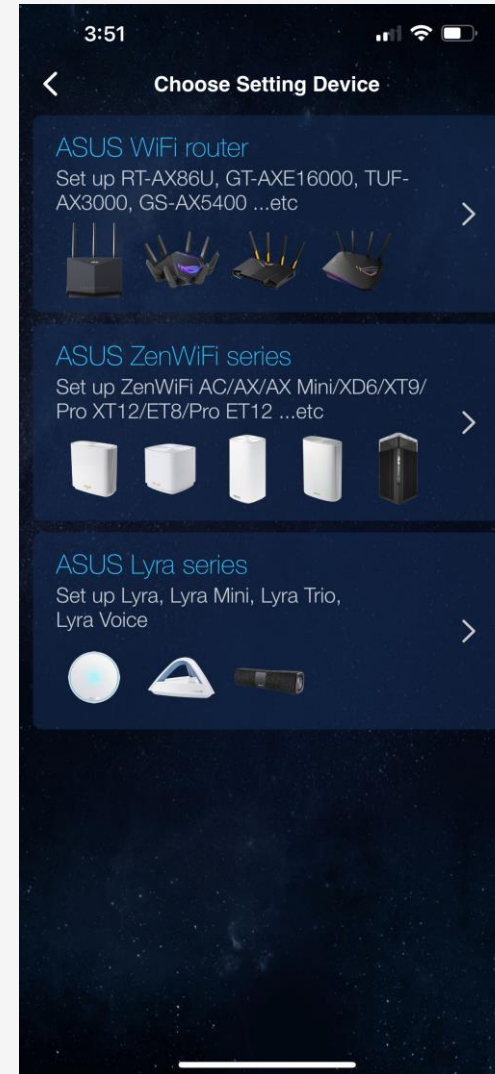 3:51
Choose Setting Device
ASUS WiFi router
Set up RT-AX86U, GT-AXE16000, TUF-
AX3000, GS-AX5400 ...etc
ASUS ZenWiFi series
Set up ZenWiFi AC/AX/AX Mini/XD6/XT9/
Pro XT12/ET8/Pro ET12 ...etc
ASUS Lyra series
Set up Lyra, Lyra Mini, Lyra Trio,
Lyra Voice